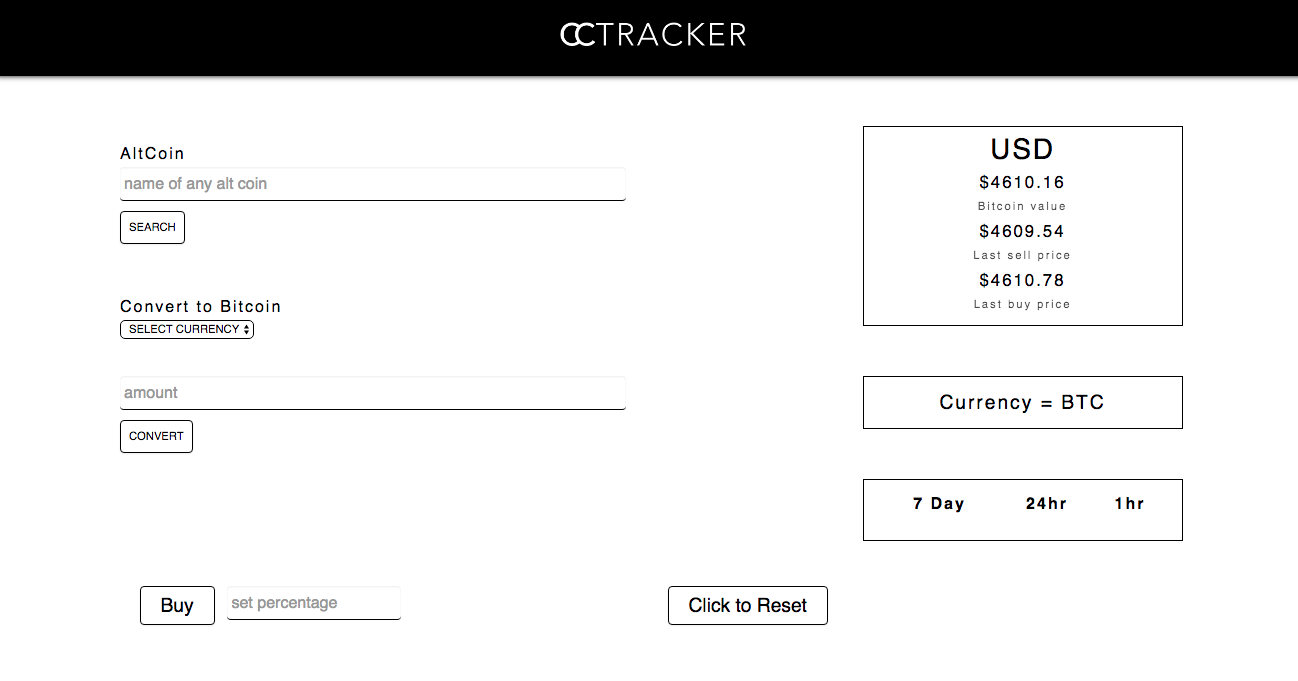 CCTRACKER
AltCoin
name of any alt coin
SEARCH
Convert to Bitcoin
SELECT CURRENCY
amount
CONVERT
USD
$4610.16
Bitcoin value
$4609.54
Last sell price
$4610.78
Last buy price
Currency = BTC
7 Day 24hr 1hr
Buy set percentage Click to Reset